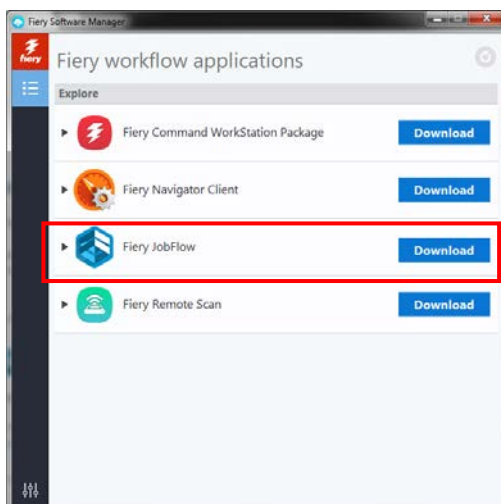 Fiery Software Manager
fiery
Fiery workflow applications
Explore
Fiery Command WorkStation Package
Download
Fiery Navigator Client
Download
Fiery JobFlow
Download
Fiery Remote Scan
Download